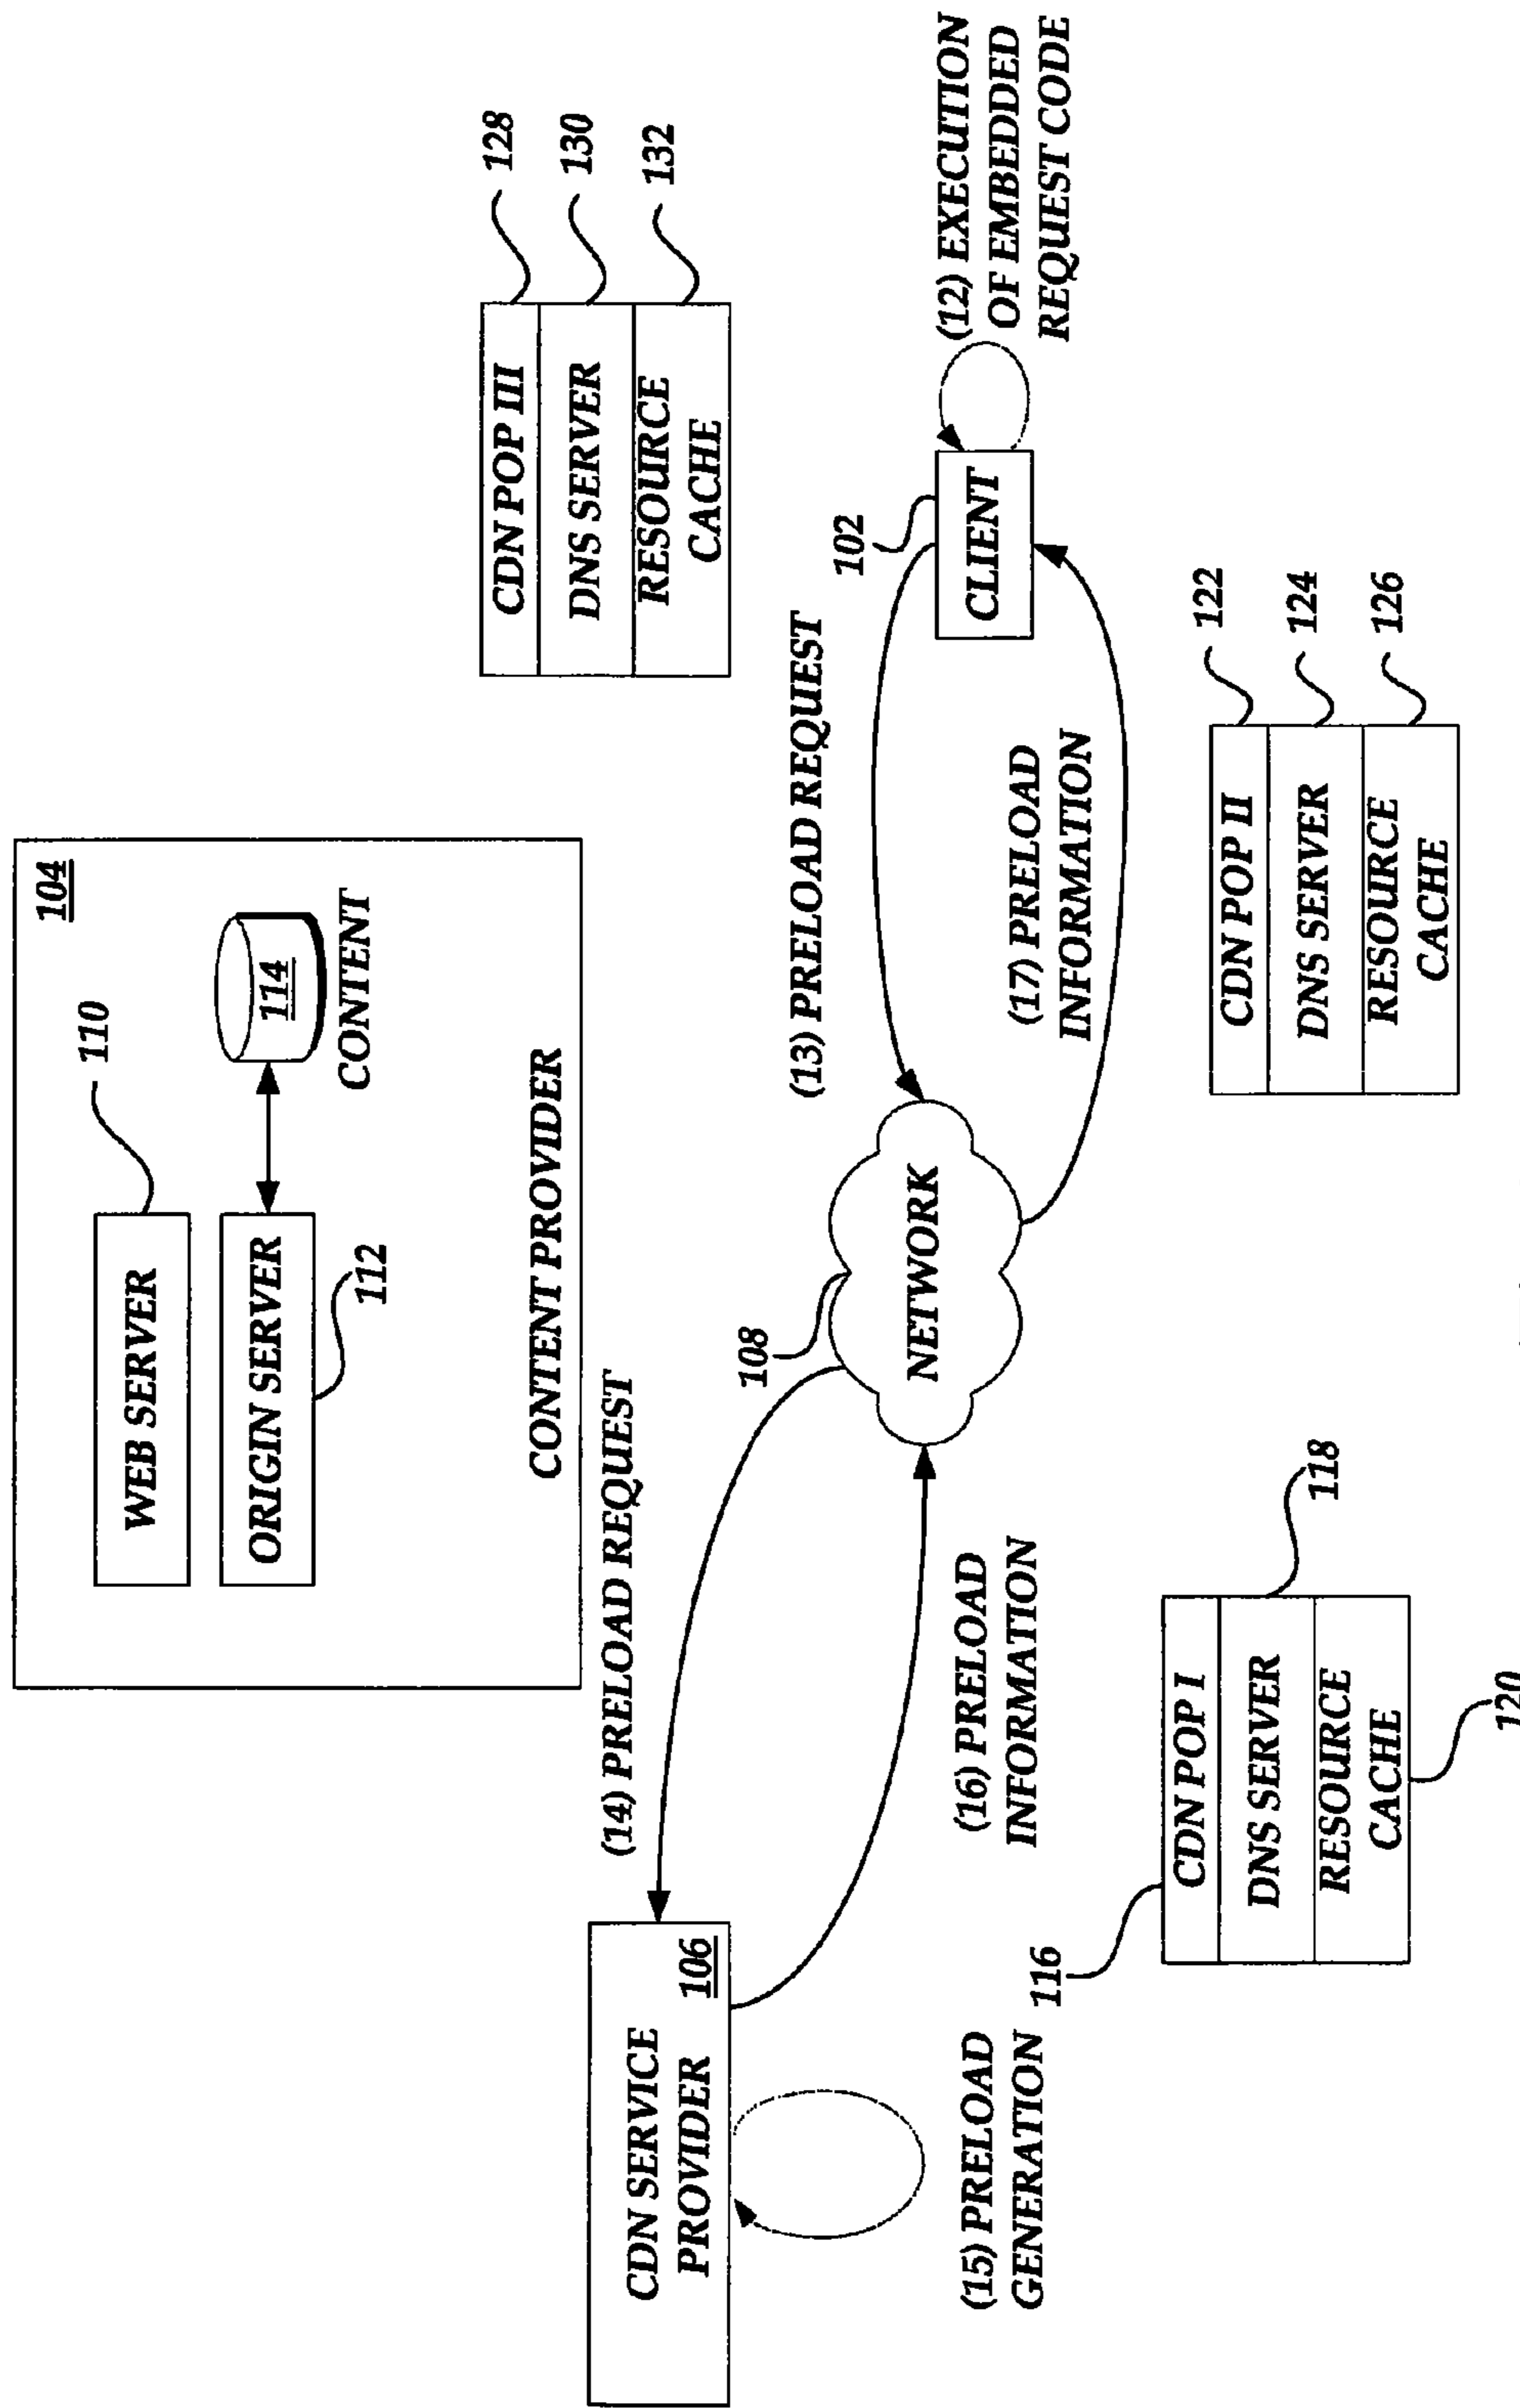 104
110
WEB SERVER
ORIGIN SERVER
112
114
CONTENT
CONTENT PROVIDER
CDN SERVICE
PROVIDER
106
(14) PRELOAD REQUEST
108
NETWORK
(13) PRELOAD REQUEST
102
CLIENT
(12) EXECUTION
OF EMBEDDED
REQUEST CODE
CDN POP III
DNS SERVER
RESOURCE
CACHE
128
130
132
(15) PRELOAD
GENERATION
(16) PRELOAD
INFORMATION
(17) PRELOAD
INFORMATION
116
CDN POP I
DNS SERVER
RESOURCE
CACHE
118
120
CDN POP II
DNS SERVER
RESOURCE
CACHE
122
124
126